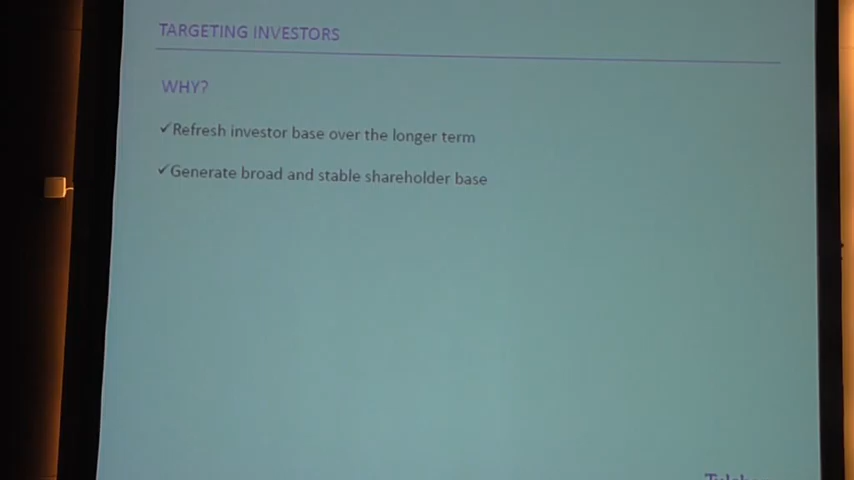 TARGETING INVESTORS
WHY?
✓Refresh investor base over the longer term
✓Generate broad and stable shareholder base